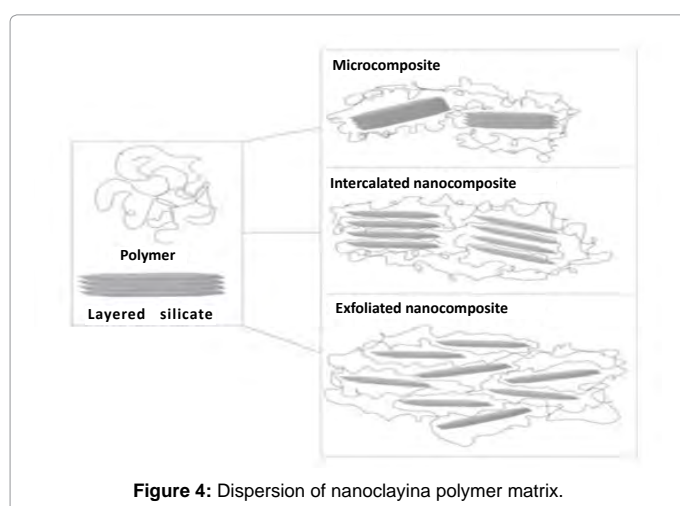 Microcomposite
Intercalated nanocomposite
Polymer
Layered silicate
Exfoliated nanocomposite
Figure 4: Dispersion of nanoclayina polymer matrix.